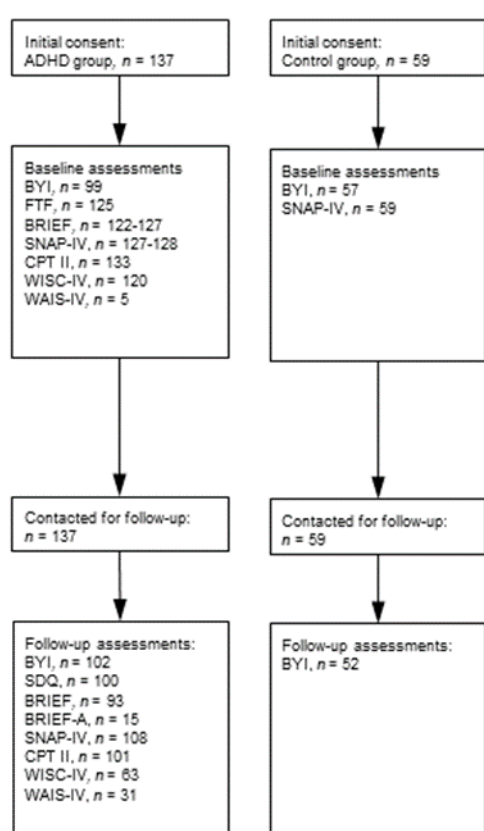 Initial consent:
ADHD group, n = 137
Initial consent:
Control group, n = 59
Baseline assessments
BYI, n = 99
FTF, n = 125
BRIEF, n = 122-127
SNAP-IV, n = 127-128
CPT II, n = 133
WISC-IV, n = 120
WAIS-IV, n = 5
Baseline assessments
BYI, n = 57
SNAP-IV, n = 59
Contacted for follow-up:
n = 137
Contacted for follow-up:
n = 59
Follow-up assessments:
BYI, n = 102
SDQ, n = 100
BRIEF, n = 93
BRIEF-A, n = 15
SNAP-IV, n = 108
CPT II, n = 101
WISC-IV, n = 63
WAIS-IV, n = 31
Follow-up assessments:
BYI, n = 52